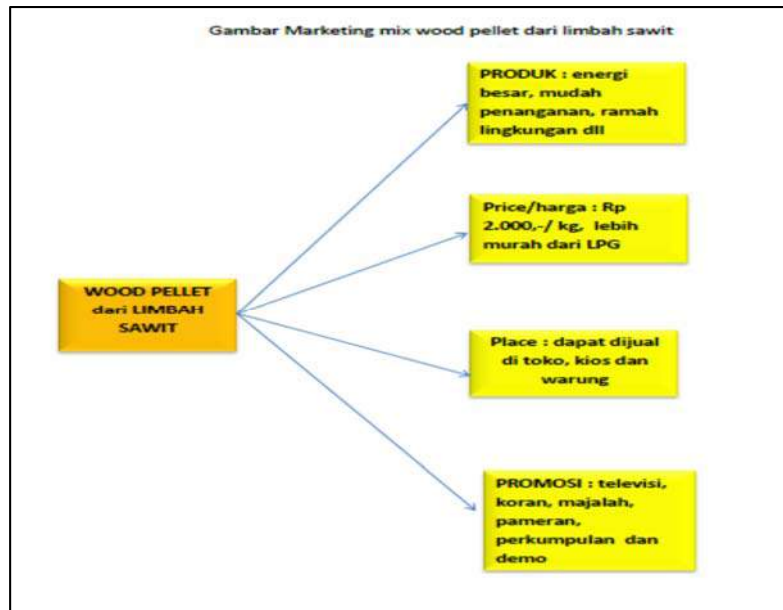 Gambar Marketing mix wood pellet dari limbah sawit
PRODUK : energi
besar, mudah
penanganan, ramah
lingkungan dll
Price/harga : Rp
2.000,-/ kg, lebih
murah dari LPG
WOOD PELLET
dari LIMBAH
SAWIT
Place : dapat dijual
di toko, kios dan
warung
PROMOSI : televisi,
koran, majalah,
pameran,
perkumpulan dan
demo